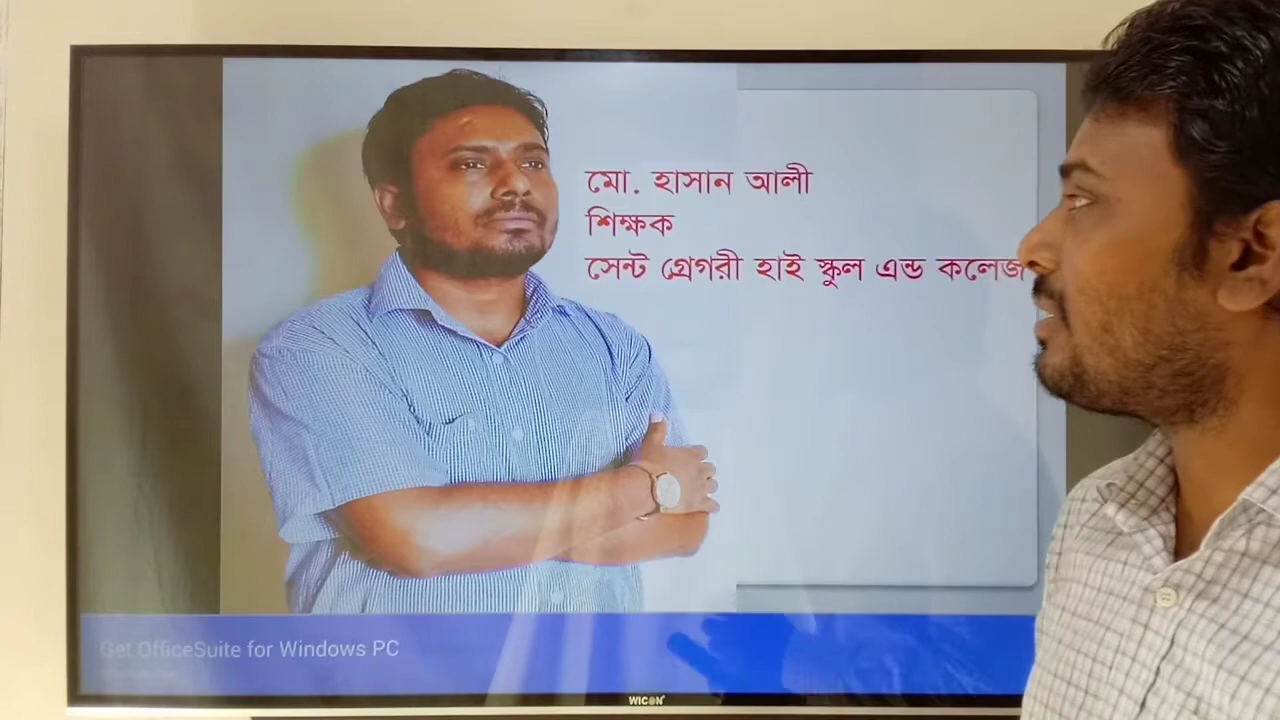 মো. হাসান আলী
শিক্ষক
সেন্ট গ্রেগরী হাই স্কুল এন্ড কলেজ
Get OfficeSuite for Windows PC
WICON